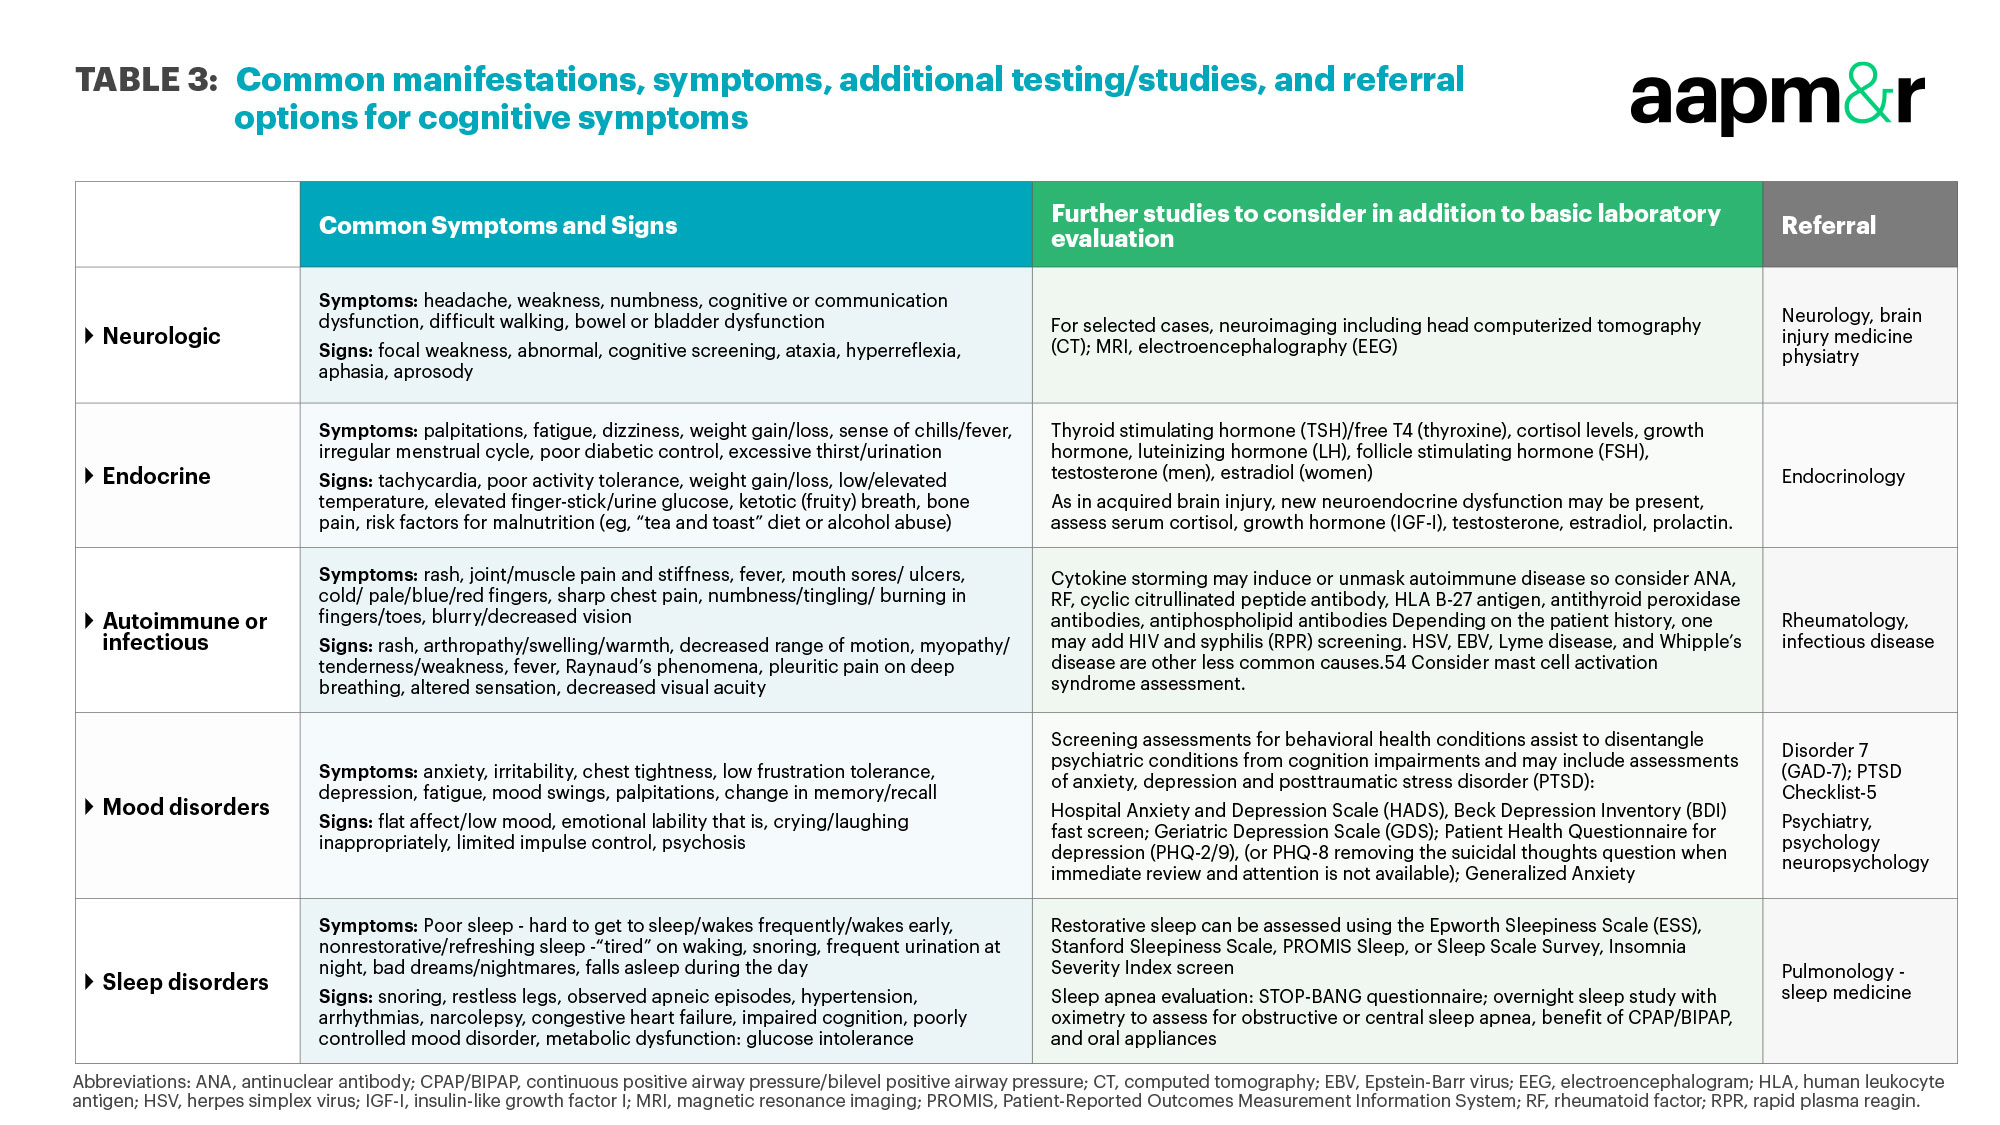 TABLE 3: Common manifestations, symptoms, additional testing/studies, and referral
options for cognitive symptoms
aapm&r
Common Symptoms and Signs
Further studies to consider in addition to basic laboratory
evaluation
Referral
Neurologic
Symptoms: headache, weakness, numbness, cognitive or communication
dysfunction, difficult walking, bowel or bladder dysfunction
Signs: focal weakness, abnormal, cognitive screening, ataxia, hyperreflexia,
aphasia, aprosody
For selected cases, neuroimaging including head computerized tomography
(CT); MRI, electroencephalography (EEG)
Neurology, brain
injury medicine
physiatry
Endocrine
Symptoms: palpitations, fatigue, dizziness, weight gain/loss, sense of chills/fever,
irregular menstrual cycle, poor diabetic control, excessive thirst/urination
Signs: tachycardia, poor activity tolerance, weight gain/loss, low/elevated
temperature, elevated finger-stick/urine glucose, ketotic (fruity) breath, bone
pain, risk factors for malnutrition (eg, “tea and toast” diet or alcohol abuse)
Thyroid stimulating hormone (TSH)/free T4 (thyroxine), cortisol levels, growth
hormone, luteinizing hormone (LH), follicle stimulating hormone (FSH),
testosterone (men), estradiol (women)
As in acquired brain injury, new neuroendocrine dysfunction may be present,
assess serum cortisol, growth hormone (IGF-I), testosterone, estradiol, prolactin.
Endocrinology
Autoimmune or
infectious
Symptoms: rash, joint/muscle pain and stiffness, fever, mouth sores/ ulcers,
cold/ pale/blue/red fingers, sharp chest pain, numbness/tingling/ burning in
fingers/toes, blurry/decreased vision
Signs: rash, arthropathy/swelling/warmth, decreased range of motion, myopathy/
tenderness/weakness, fever, Raynaud’s phenomena, pleuritic pain on deep
breathing, altered sensation, decreased visual acuity
Cytokine storming may induce or unmask autoimmune disease so consider ANA,
RF, cyclic citrullinated peptide antibody, HLA B-27 antigen, antithyroid peroxidase
antibodies, antiphospholipid antibodies Depending on the patient history, one
may add HIV and syphilis (RPR) screening. HSV, EBV, Lyme disease, and Whipple’s
disease are other less common causes.54 Consider mast cell activation
syndrome assessment.
Rheumatology,
infectious disease
Mood disorders
Symptoms: anxiety, irritability, chest tightness, low frustration tolerance,
depression, fatigue, mood swings, palpitations, change in memory/recall
Signs: flat affect/low mood, emotional lability that is, crying/laughing
inappropriately, limited impulse control, psychosis
Screening assessments for behavioral health conditions assist to disentangle
psychiatric conditions from cognition impairments and may include assessments
of anxiety, depression and posttraumatic stress disorder (PTSD):
Hospital Anxiety and Depression Scale (HADS), Beck Depression Inventory (BDI)
fast screen; Geriatric Depression Scale (GDS); Patient Health Questionnaire for
depression (PHQ-2/9), (or PHQ-8 removing the suicidal thoughts question when
immediate review and attention is not available); Generalized Anxiety
Disorder 7
(GAD-7); PTSD
Checklist-5
Psychiatry,
psychology
neuropsychology
Sleep disorders
Symptoms: Poor sleep - hard to get to sleep/wakes frequently/wakes early,
nonrestorative/refreshing sleep -“tired” on waking, snoring, frequent urination at
night, bad dreams/nightmares, falls asleep during the day
Signs: snoring, restless legs, observed apneic episodes, hypertension,
arrhythmias, narcolepsy, congestive heart failure, impaired cognition, poorly
controlled mood disorder, metabolic dysfunction: glucose intolerance
Restorative sleep can be assessed using the Epworth Sleepiness Scale (ESS),
Stanford Sleepiness Scale, PROMIS Sleep, or Sleep Scale Survey, Insomnia
Severity Index screen
Sleep apnea evaluation: STOP-BANG questionnaire; overnight sleep study with
oximetry to assess for obstructive or central sleep apnea, benefit of CPAP/BIPAP,
and oral appliances
Pulmonology -
sleep medicine
Abbreviations: ANA, antinuclear antibody; CPAP/BIPAP, continuous positive airway pressure/bilevel positive airway pressure; CT, computed tomography; EBV, Epstein-Barr virus; EEG, electroencephalogram; HLA, human leukocyte
antigen; HSV, herpes simplex virus; IGF-I, insulin-like growth factor I; MRI, magnetic resonance imaging; PROMIS, Patient-Reported Outcomes Measurement Information System; RF, rheumatoid factor; RPR, rapid plasma reagin.